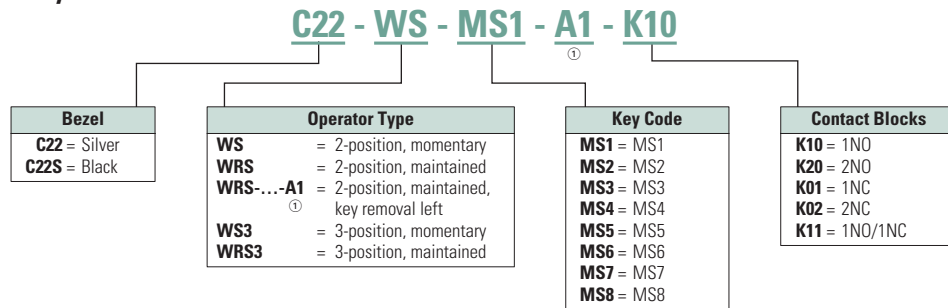 C22 - WS - MS1 - A1 - K10
①
Bezel
C22 = Silver
C22S = Black
Operator Type
WS = 2-position, momentary
WRS = 2-position, maintained
WRS-...-A1 = 2-position, maintained,
① key removal left
WS3 = 3-position, momentary
WRS3 = 3-position, maintained
Key Code
MS1 = MS1
MS2 = MS2
MS3 = MS3
MS4 = MS4
MS5 = MS5
MS6 = MS6
MS7 = MS7
MS8 = MS8
Contact Blocks
K10 = 1NO
K20 = 2NO
K01 = 1NC
K02 = 2NC
K11 = 1NO/1NC